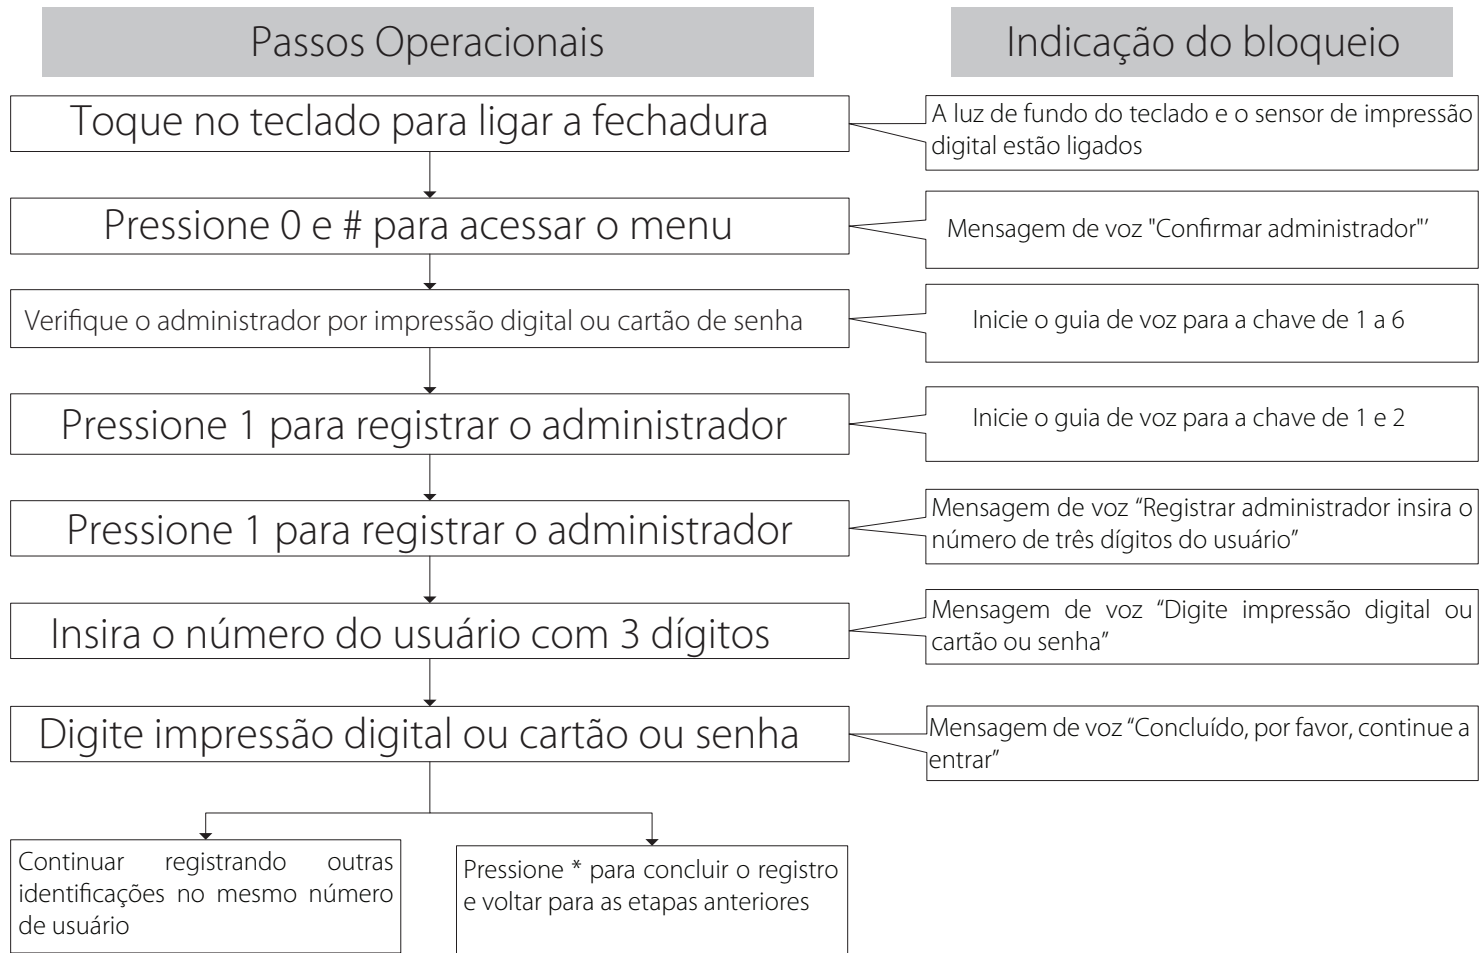 Passos Operacionais
Indicação do bloqueio
Toque no teclado para ligar a fechadura
A luz de fundo do teclado e o sensor de impressão
digital estão ligados
Pressione 0 e # para acessar o menu
Mensagem de voz "Confirmar administrador"’
Verifique o administrador por impressão digital ou cartão de senha
Inicie o guia de voz para a chave de 1 a 6
Pressione 1 para registrar o administrador
Inicie o guia de voz para a chave de 1 e 2
Pressione 1 para registrar o administrador
Mensagem de voz “Registrar administrador insira o
número de três dígitos do usuário”
Insira o número do usuário com 3 dígitos
Mensagem de voz “Digite impressão digital ou
cartão ou senha”
Digite impressão digital ou cartão ou senha
Mensagem de voz “Concluído, por favor, continue a
entrar”
Continuar registrando outras
identificações no mesmo número
de usuário
Pressione * para concluir o registro
e voltar para as etapas anteriores